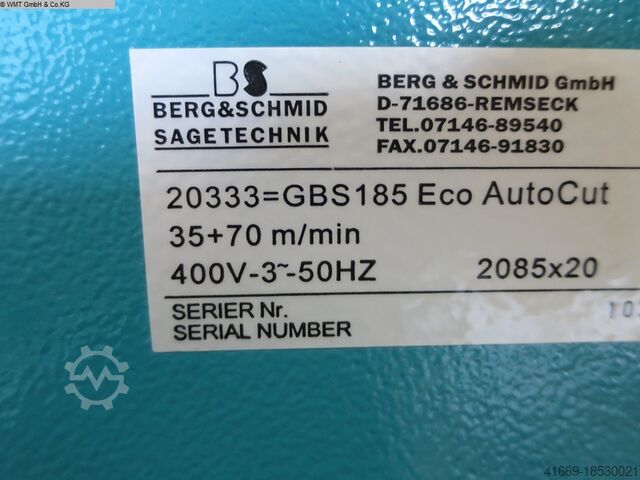 ® WMT GmbH & Co.KG
BS
BERG&SCHMID
SAGETECHNIK
BERG & SCHMID GmbH
D-71686-REMSECK
TEL.07146-89540
FAX.07146-91830
20333=GBS185 Eco AutoCut
35+70 m/min
400V-3~-50HZ 2085x20
SERIER Nr.
SERIAL NUMBER
41669-18530021